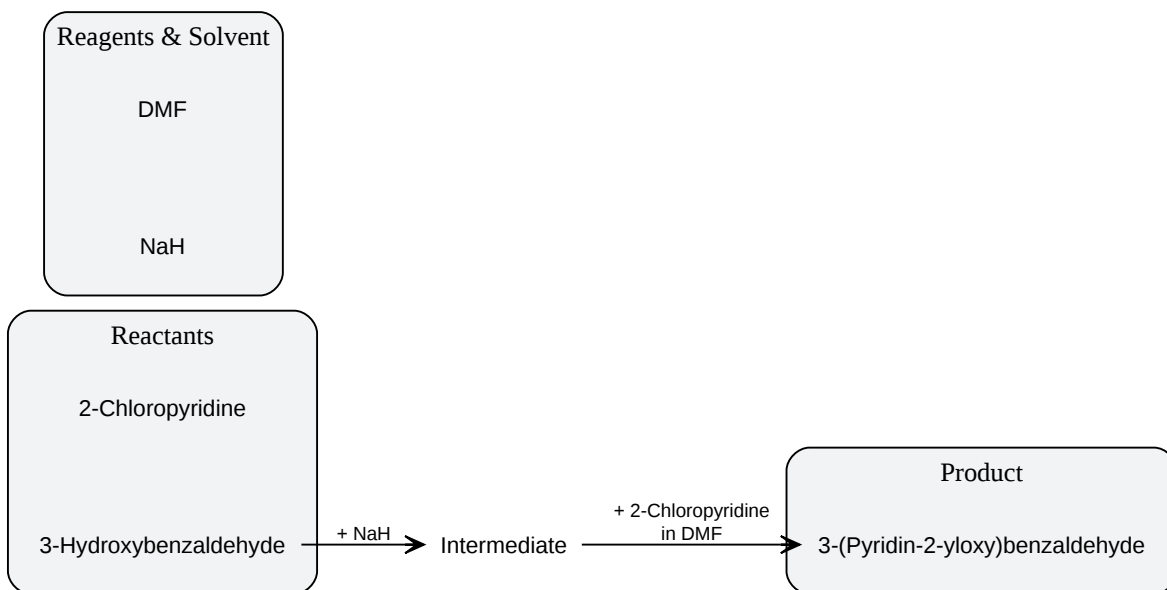 Reagents & Solvent
DMF
NaH
Reactants
2-Chloropyridine
3-Hydroxybenzaldehyde
+ NaH
Intermediate
+ 2-Chloropyridine
in DMF
Product
3-(Pyridin-2-yloxy)benzaldehyde